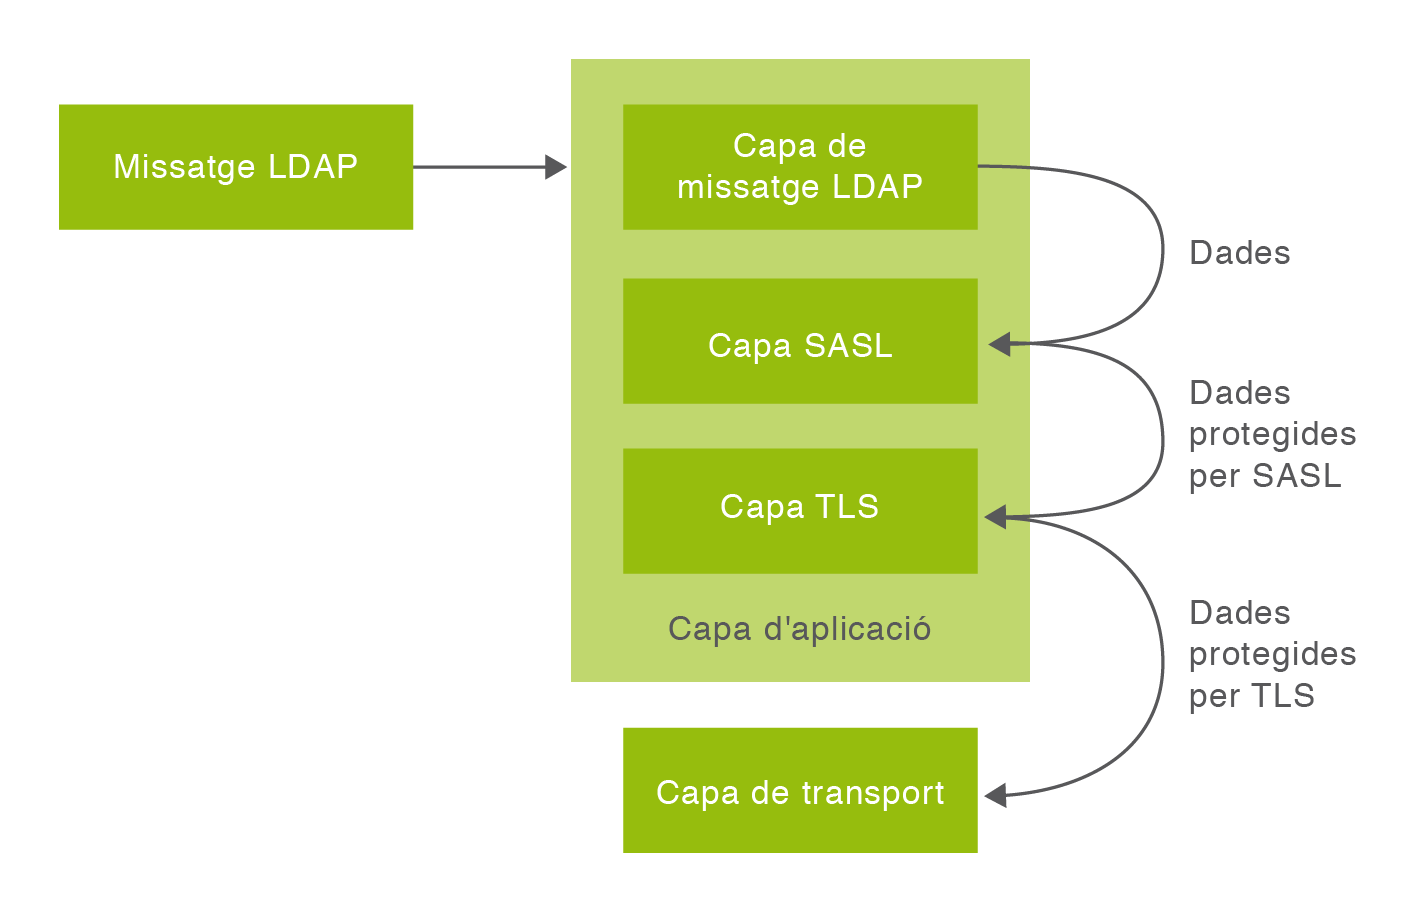 Missatge LDAP
Capa de
missatge LDAP
Dades
Capa SASL
Dades
protegides
per SASL
Capa TLS
Capa d'aplicació
Dades
protegides
per TLS
Capa de transport